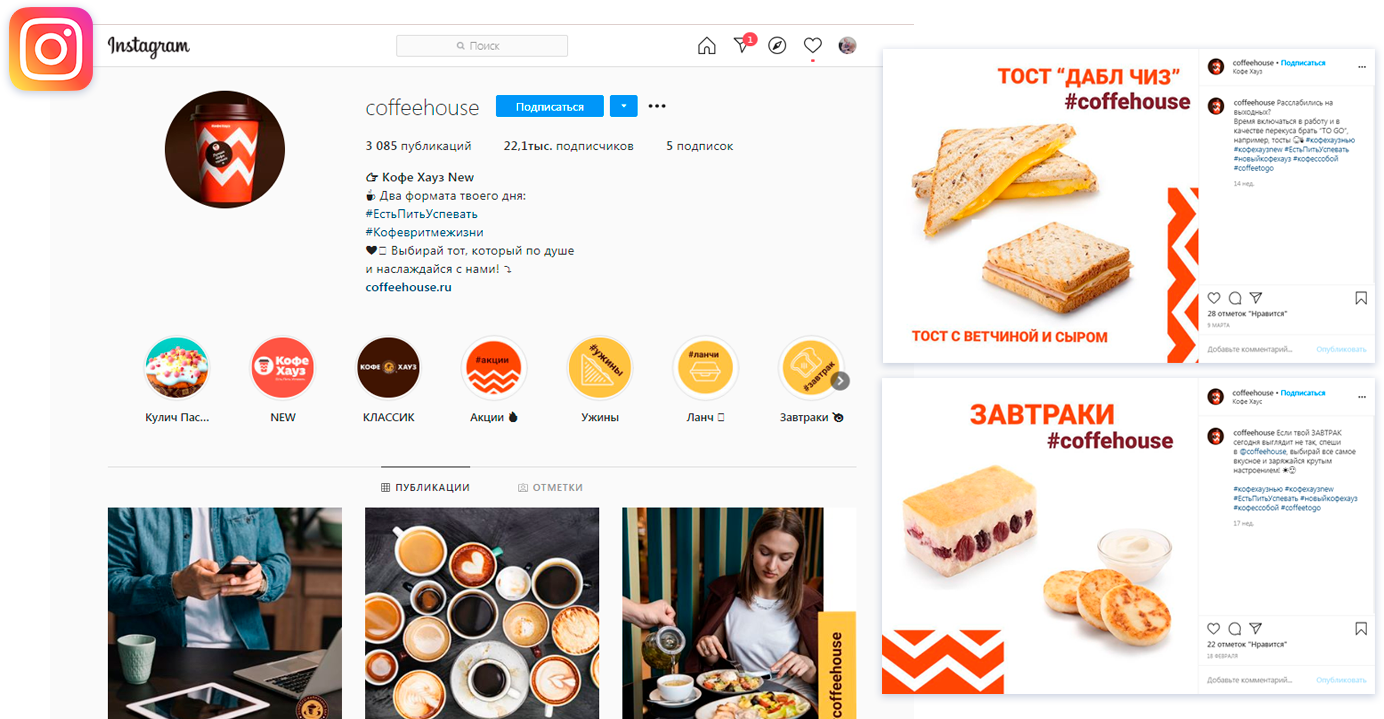 Instagram
Поиск
1
coffeehouse
Подписаться
3 085 публикаций 22,1тыс. подписчиков 5 подписок
Кофе Хауз New
Два формата твоего дня:
#ЕстьПитьУспевать
#Кофевритмежизни
Выбирай тот, который по душе
и наслаждайся с нами!
coffeehouse.ru
Кофе
Хауз
КОФЕ ХАУЗ
#акции
#ужины
#ланчи
#завтрак
Кулич Пас...
NEW
КЛАССИК
Акции
Ужины
Ланч
Завтраки
ПУБЛИКАЦИИ
ОТМЕТКИ
coffeehouse
ТОСТ “ДАБЛ ЧИЗ”
#coffehouse
ТОСТ С ВЕТЧИНОЙ И СЫРОМ
coffeehouse • Подписаться
Кофе Хауз
coffeehouse Расслабились на
выходных?
Время включаться в работу и в
качестве перекуса брать "TO GO",
например, тосты #кофехаузнью
#кофехаузnew #ЕстьПитьУспевать
#новыйкофехауз #кофессобой
#coffeetogo
14 нед.
28 отметок "Нравится"
9 МАРТА
Добавьте комментарий... Опубликовать
ЗАВТРАКИ
#coffehouse
coffeehouse • Подписаться
Кофе Хаус
coffeehouse Если твой ЗАВТРАК
сегодня выглядит не так, спеши
в @coffeehouse, выбирай все самое
вкусное и заряжайся крутым
настроением!
#кофехаузнью #кофехаузnew
#ЕстьПитьУспевать #новыйкофехауз
#кофессобой #coffeetogo
17 нед.
22 отметок "Нравится"
18 ФЕВРАЛЯ
Добавьте комментарий... Опубликовать